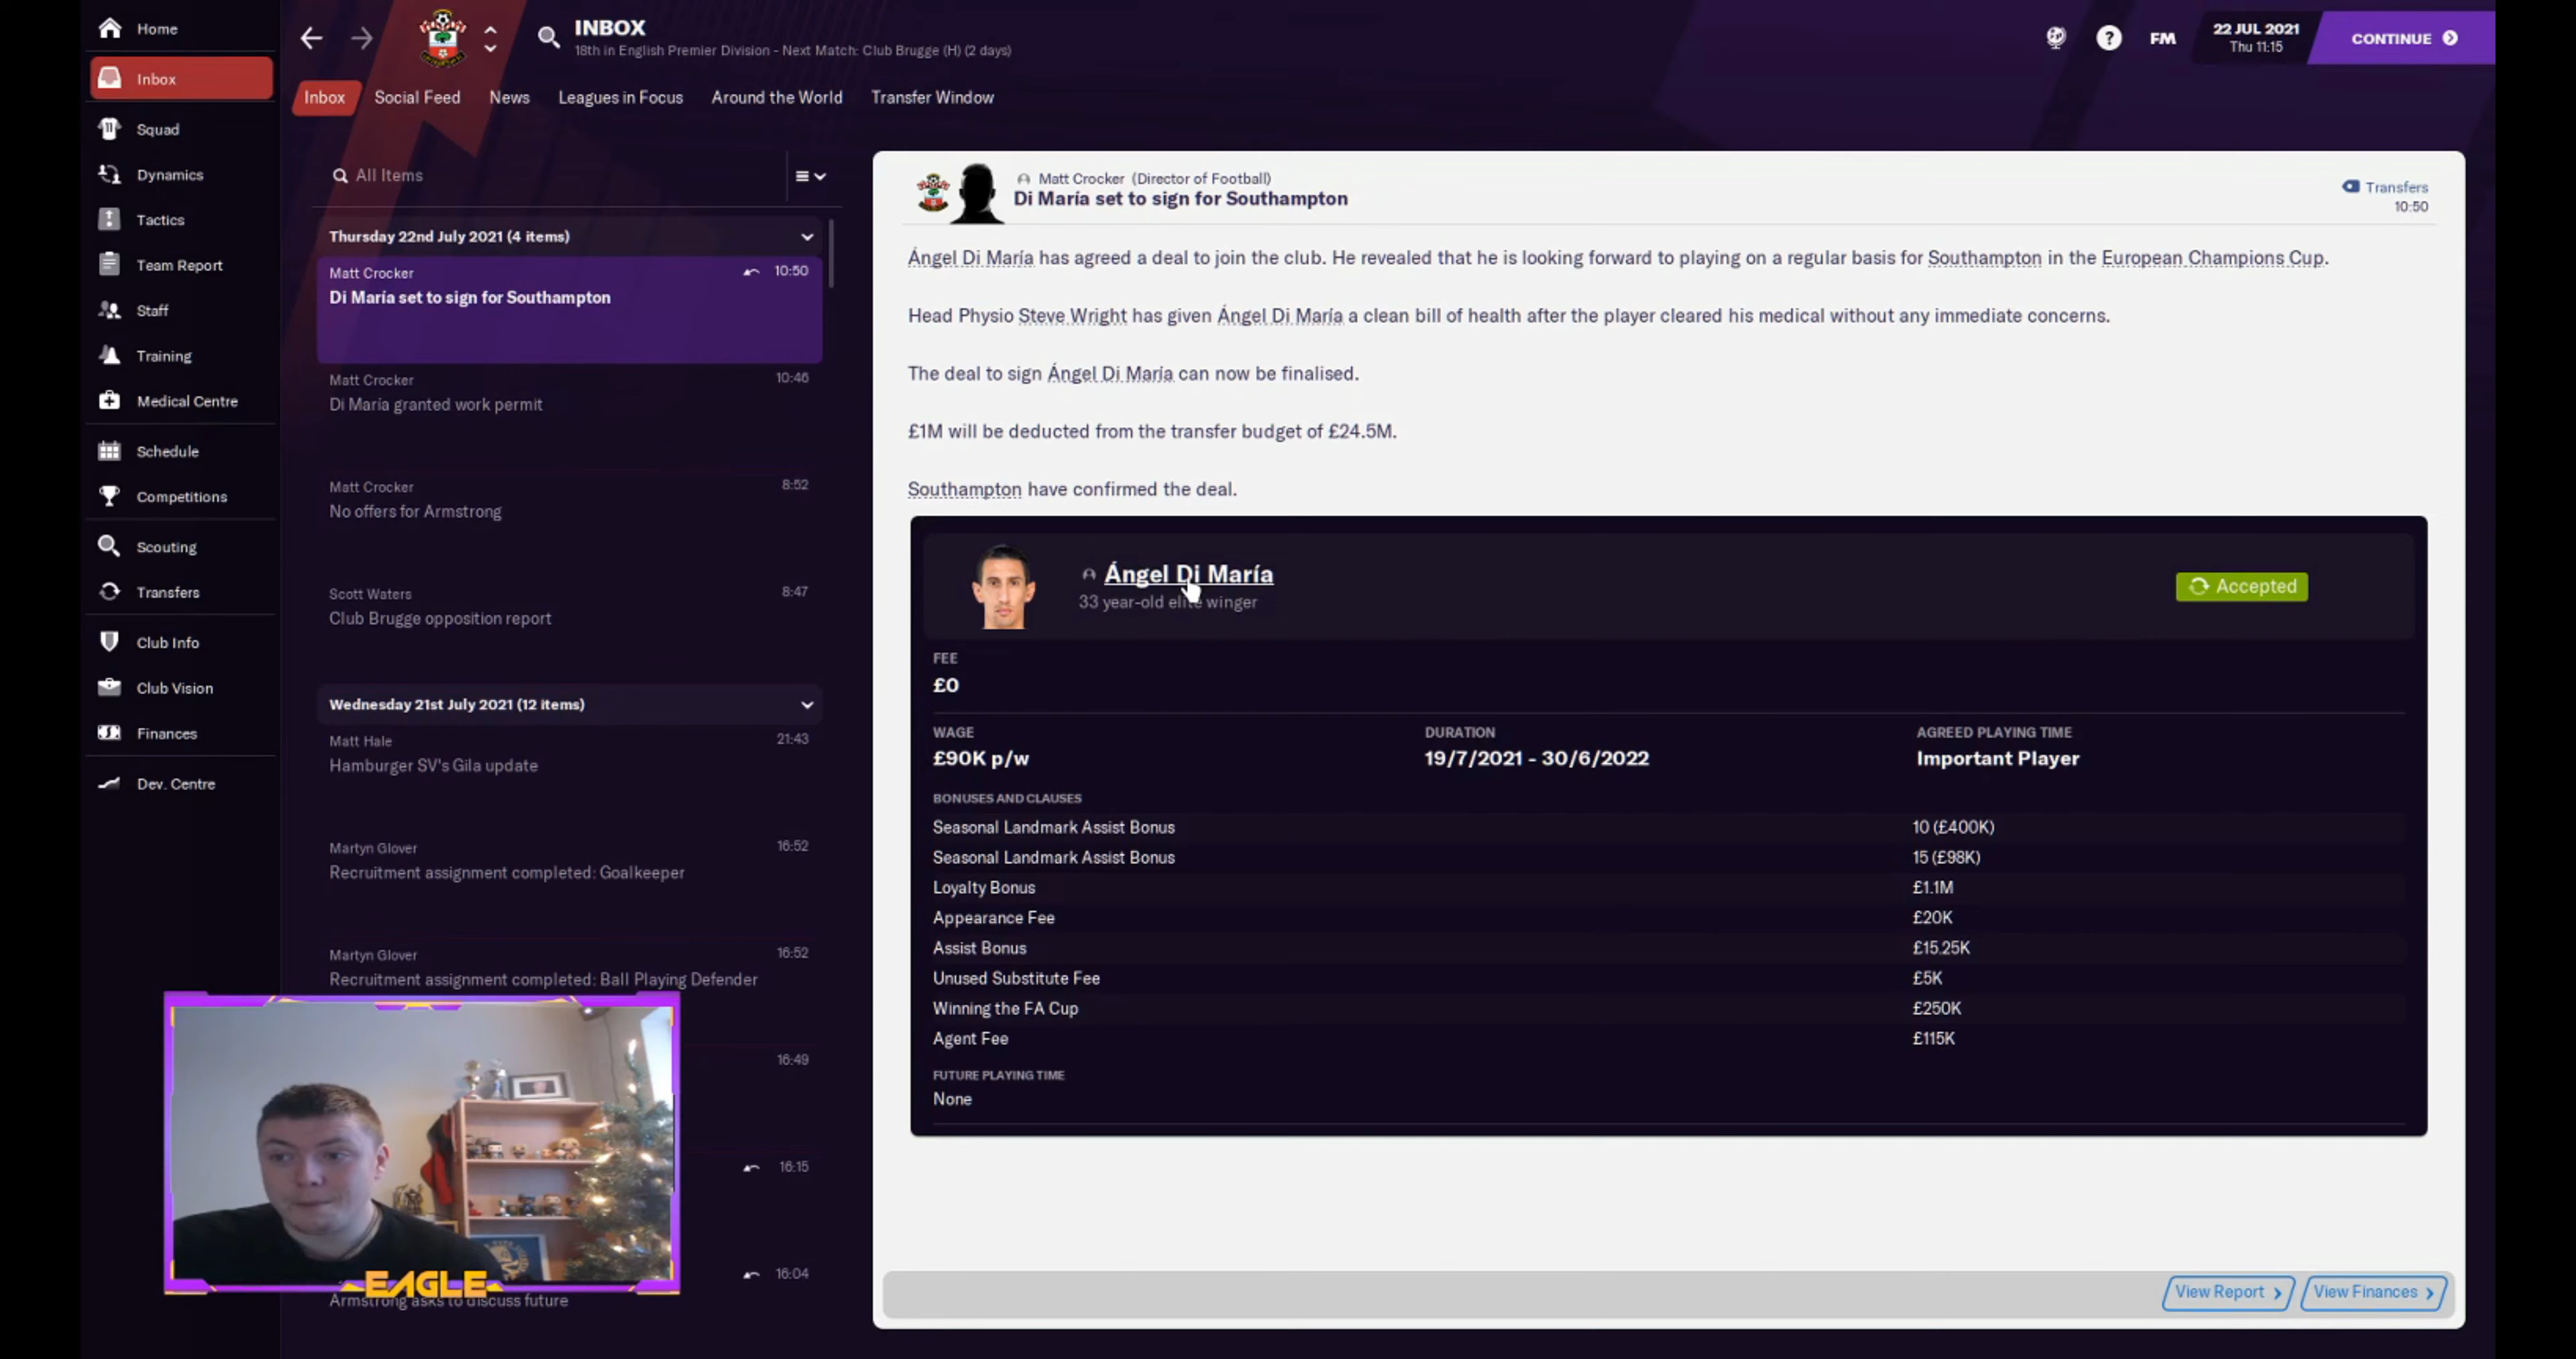 Home
Inbox
Squad
Dynamics
Tactics
Team Report
Staff
Training
Medical Centre
Schedule
Competitions
Scouting
Transfers
Club Info
Club Vision
Finances
Dev. Centre
INBOX
18th in English Premier Division - Next Match: Club Brugge (H) (2 days)
FM
22 JUL 2021
Thu 11:15
CONTINUE
Inbox Social Feed News Leagues in Focus Around the World Transfer Window
All Items
Thursday 22nd July 2021 (4 items)
Matt Crocker 10:50
Di María set to sign for Southampton
Matt Crocker 10:46
Di María granted work permit
Matt Crocker 8:52
No offers for Armstrong
Scott Waters 8:47
Club Brugge opposition report
Wednesday 21st July 2021 (12 items)
Matt Hale 21:43
Hamburger SV's Gila update
Martyn Glover 16:52
Recruitment assignment completed: Goalkeeper
Martyn Glover 16:52
Recruitment assignment completed: Ball Playing Defender
16:49
16:15
16:04
Armstrong asks to discuss future
EAGLE
Matt Crocker (Director of Football)
Di María set to sign for Southampton
Transfers
10:50
Ángel Di María has agreed a deal to join the club. He revealed that he is looking forward to playing on a regular basis for Southampton in the European Champions Cup.
Head Physio Steve Wright has given Ángel Di María a clean bill of health after the player cleared his medical without any immediate concerns.
The deal to sign Ángel Di María can now be finalised.
£1M will be deducted from the transfer budget of £24.5M.
Southampton have confirmed the deal.
Ángel Di María
33 year-old elite winger
Accepted
FEE
£0
WAGE DURATION AGREED PLAYING TIME
£90K p/w 19/7/2021 - 30/6/2022 Important Player
BONUSES AND CLAUSES
Seasonal Landmark Assist Bonus 10 (£400K)
Seasonal Landmark Assist Bonus 15 (£98K)
Loyalty Bonus £1.1M
Appearance Fee £20K
Assist Bonus £15.25K
Unused Substitute Fee £5K
Winning the FA Cup £250K
Agent Fee £115K
FUTURE PLAYING TIME
None
View Report
View Finances